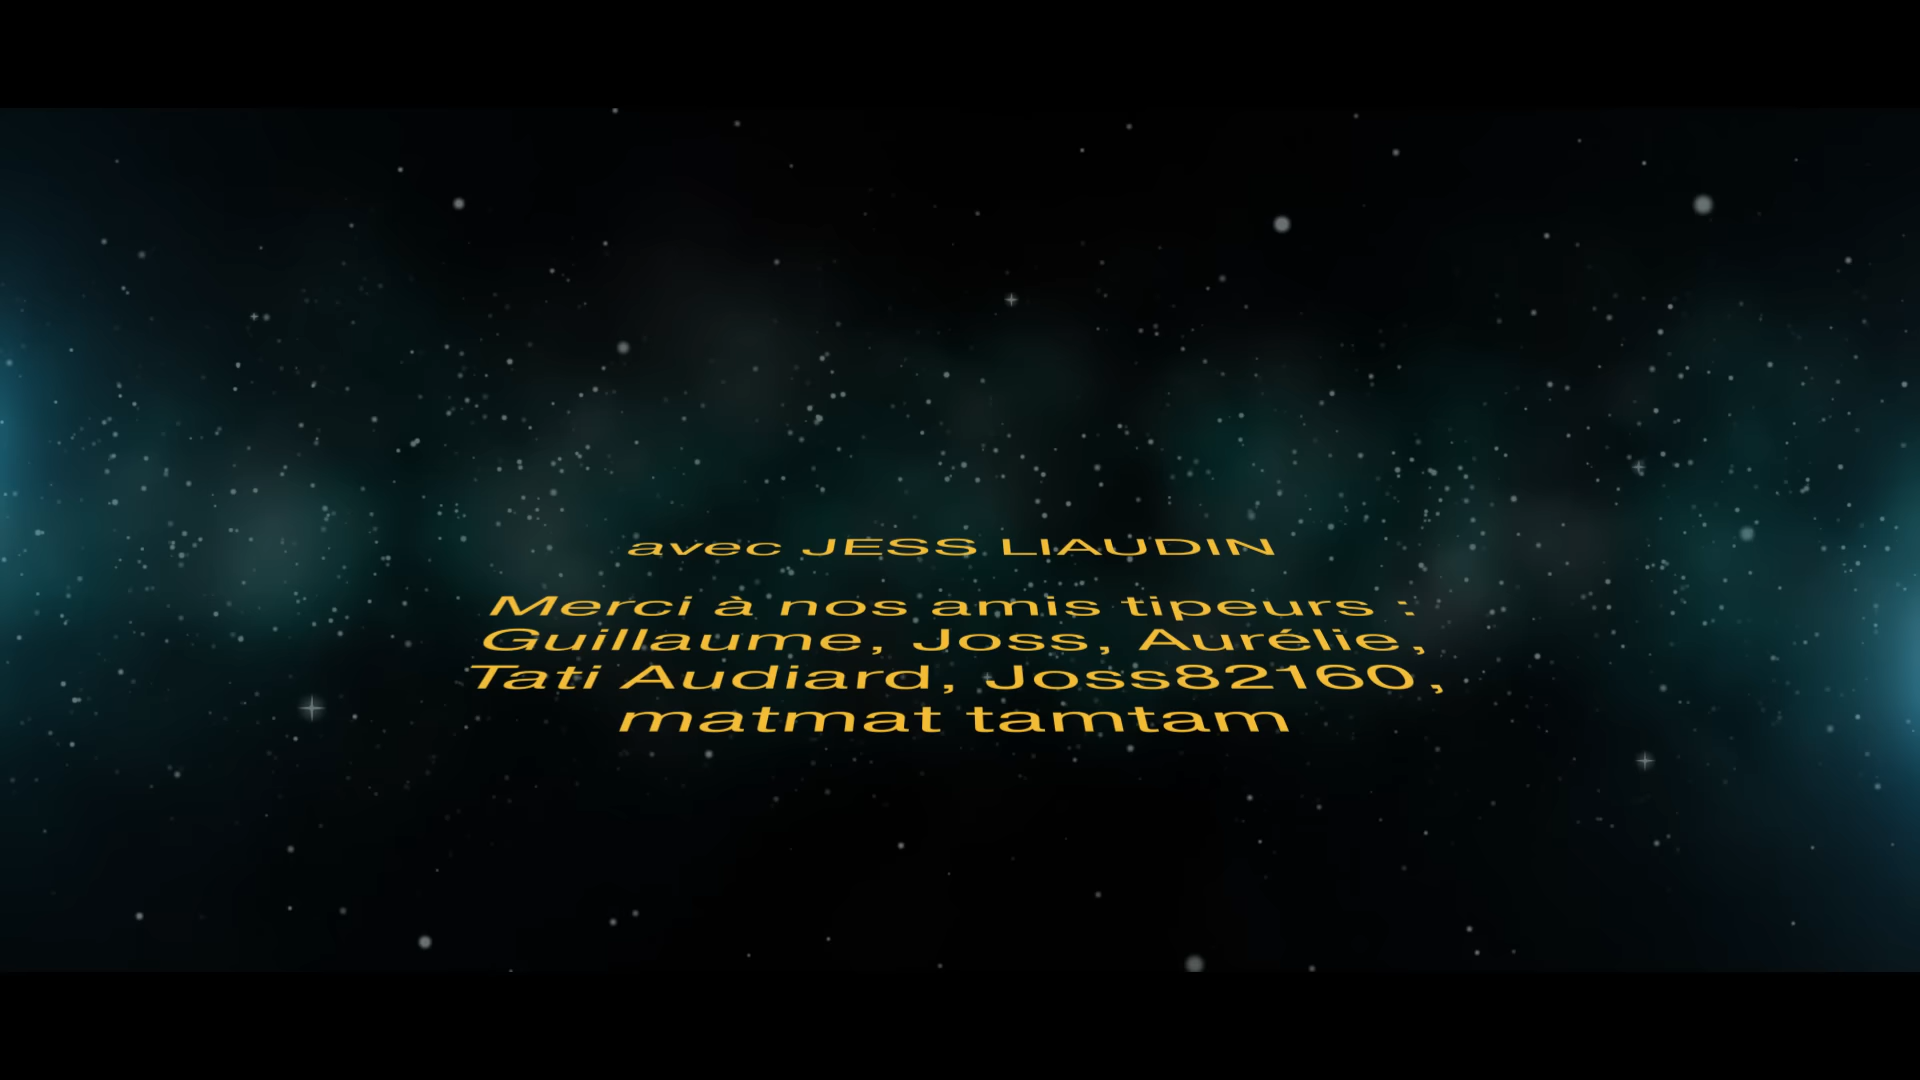 avec JESS LIAUDIN
Merci à nos amis tipeurs :
Guillaume, Joss, Aurélie,
Tati Audiard, Joss82160,
matmat tamtam